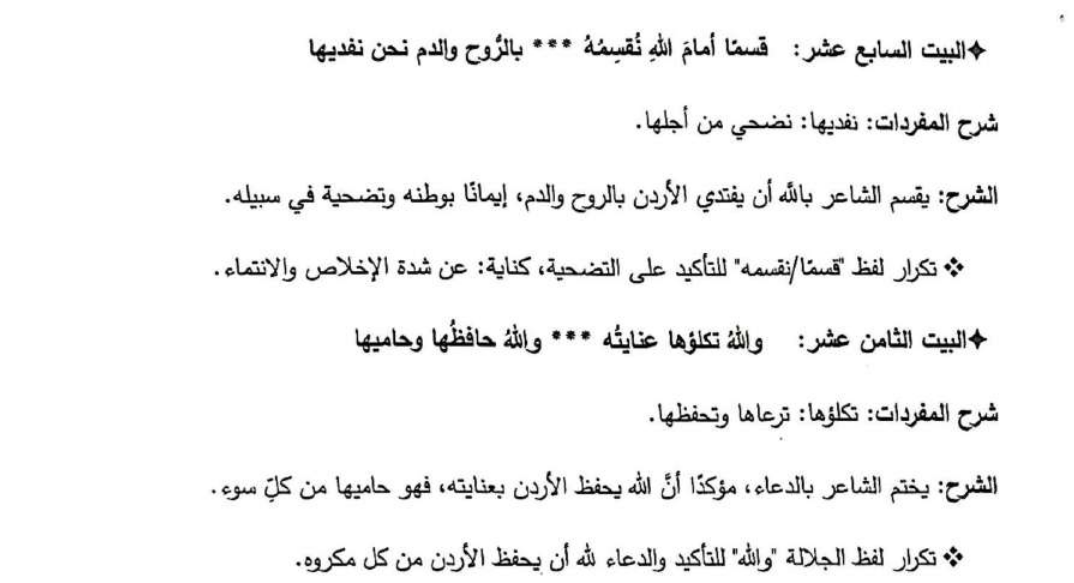 ✦البيت السابع عشر: قسمًا أمامَ اللهِ نُقسِمُهُ *** بالرُّوح والدم نحن نفديها
شرح المفردات: نفديها: نضحي من أجلها.
الشرح: يقسم الشاعر بالله أن يفتدي الأردن بالروح والدم، إيمانًا بوطنه وتضحية في سبيله.
❖ تكرار لفظ "قسمًا/نقسمه" للتأكيد على التضحية، كناية: عن شدة الإخلاص والانتماء.
✦البيت الثامن عشر: واللهُ تكلؤها عنايتُه *** واللهُ حافظُها وحاميها
شرح المفردات: تكلؤها: ترعاها وتحفظها.
الشرح: يختم الشاعر بالدعاء، مؤكدًا أنَّ الله يحفظ الأردن بعنايته، فهو حاميها من كلِّ سوء.
❖ تكرار لفظ الجلالة "والله" للتأكيد والدعاء لله أن يحفظ الأردن من كل مكروه.